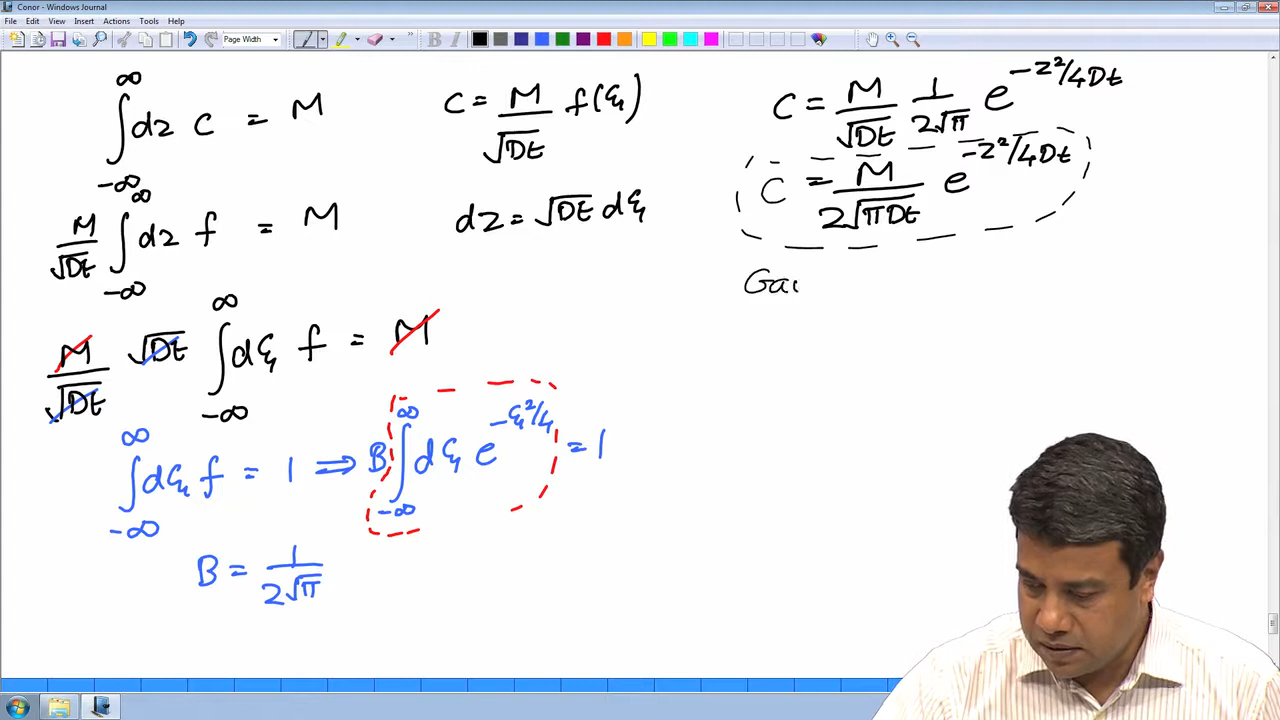 Conor - Windows Journal
File Edit View Insert Actions Tools Help
Page Width
∫_{-∞}^{∞} dz c = M
C = M/√Dt f(ξ)
C = M/√Dt 1/2√π e^{-z²/4Dt}
C = M/2√πDt e^{-z²/4Dt}
M/√Dt ∫_{-∞}^{∞} dz f = M
dz = √Dt dξ
Gau
M/√Dt √Dt ∫_{-∞}^{∞} dξ f = M
∫_{-∞}^{∞} dξ f = 1 ⇒ B ∫_{-∞}^{∞} dξ e^{-ξ²/4} = 1
B = 1/2√π